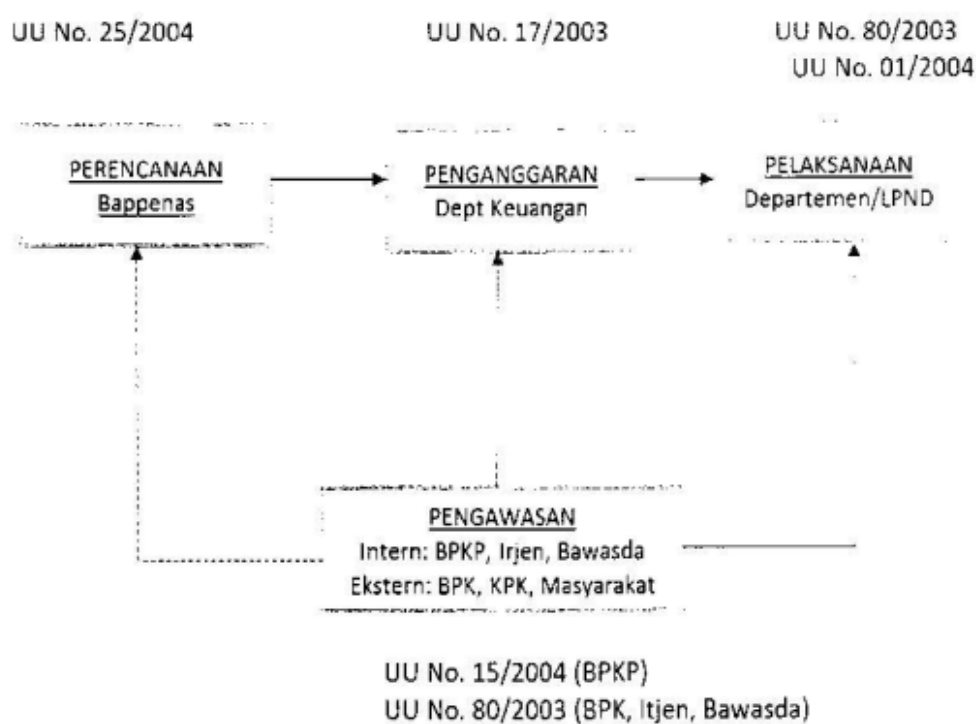 UU No. 25/2004
UU No. 17/2003
UU No. 80/2003
UU No. 01/2004
PERENCANAAN
Bappenas
PENGANGGARAN
Dept Keuangan
PELAKSANAAN
Departemen/LPND
PENGAWASAN
Intern: BPKP, Irjen, Bawasda
Ekstern: BPK, KPK, Masyarakat
UU No. 15/2004 (BPKP)
UU No. 80/2003 (BPK, Itjen, Bawasda)